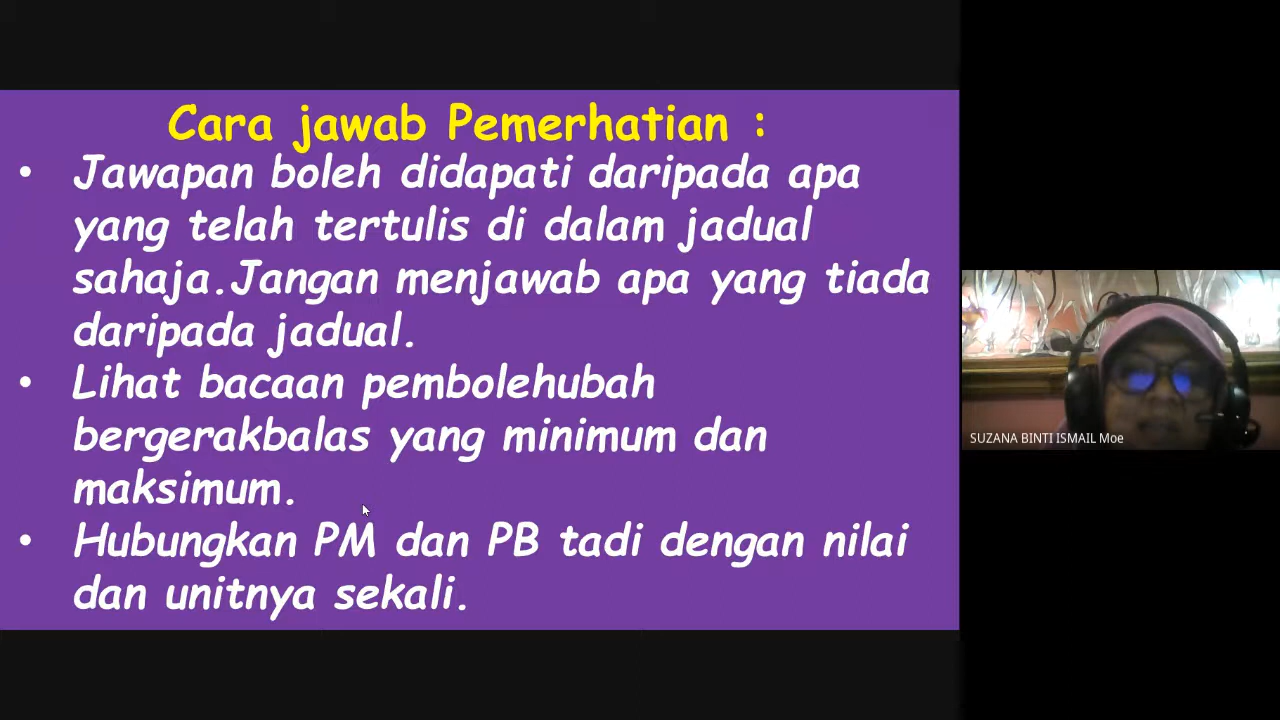 Cara jawab Pemerhatian :
• Jawapan boleh didapati daripada apa
yang telah tertulis di dalam jadual
sahaja.Jangan menjawab apa yang tiada
daripada jadual.
• Lihat bacaan pembolehubah
bergerakbalas yang minimum dan
maksimum.
• Hubungkan PM dan PB tadi dengan nilai
dan unitnya sekali.
SUZANA BINTI ISMAIL Moe